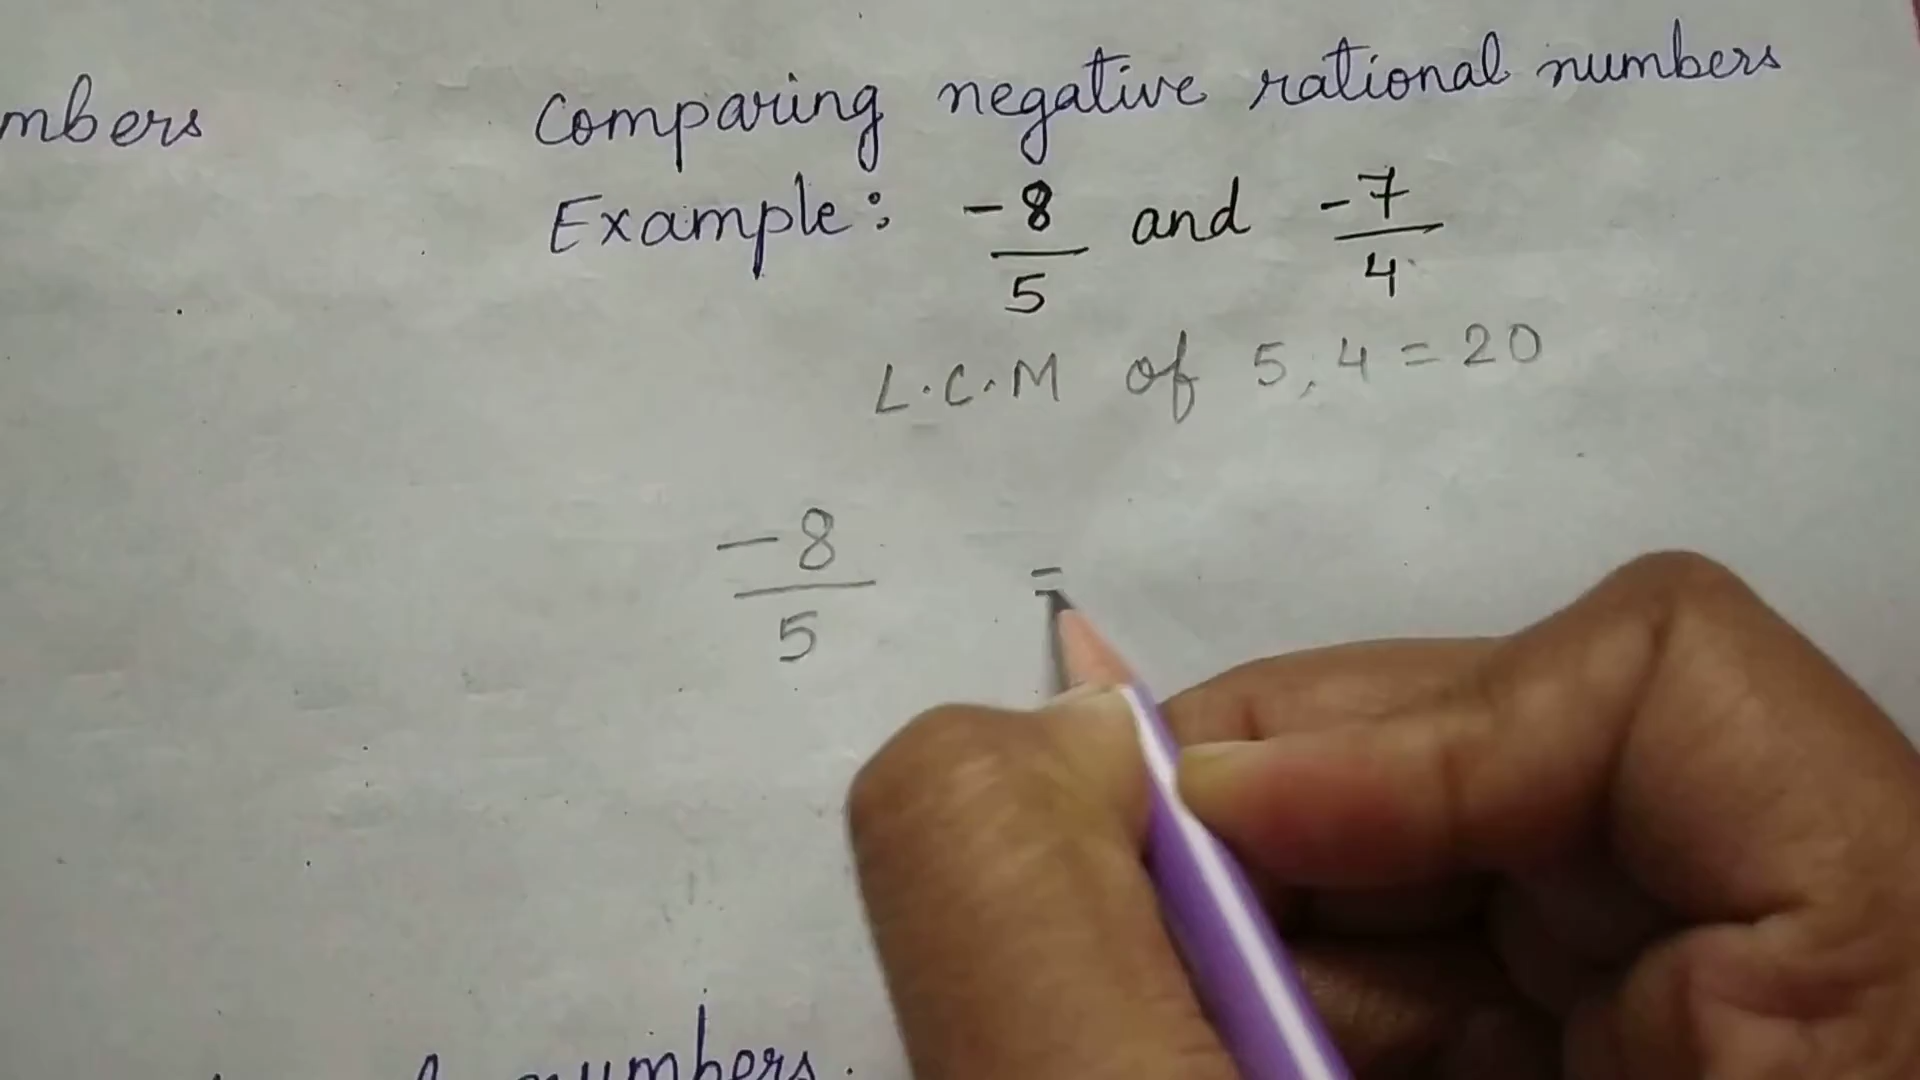 mbers
Comparing negative rational numbers
Example: -8/5 and -7/4
L.C.M of 5, 4 = 20
-8/5 =
numbers.